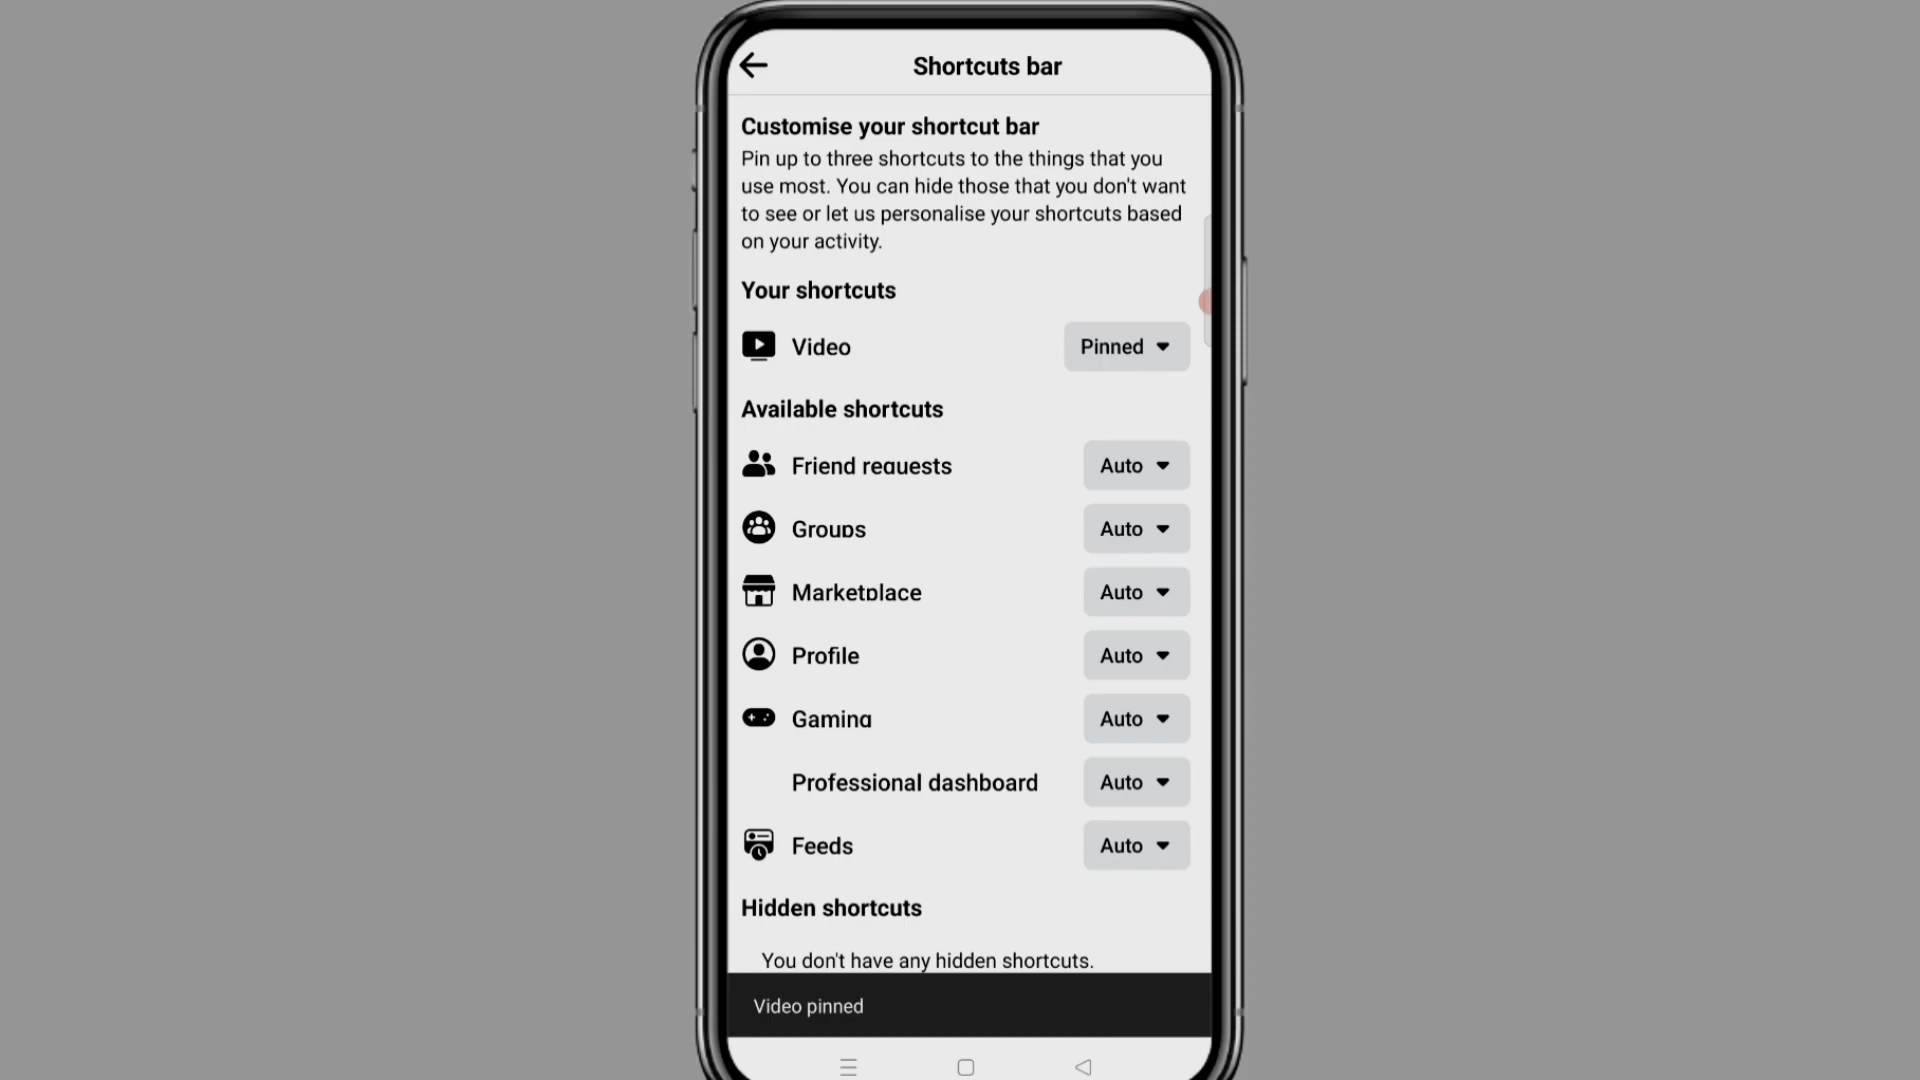 Shortcuts bar
Customise your shortcut bar
Pin up to three shortcuts to the things that you
use most. You can hide those that you don't want
to see or let us personalise your shortcuts based
on your activity.
Your shortcuts
Video Pinned
Available shortcuts
Friend requests Auto
Groups Auto
Marketplace Auto
Profile Auto
Gaming Auto
Professional dashboard Auto
Feeds Auto
Hidden shortcuts
You don't have any hidden shortcuts.
Video pinned